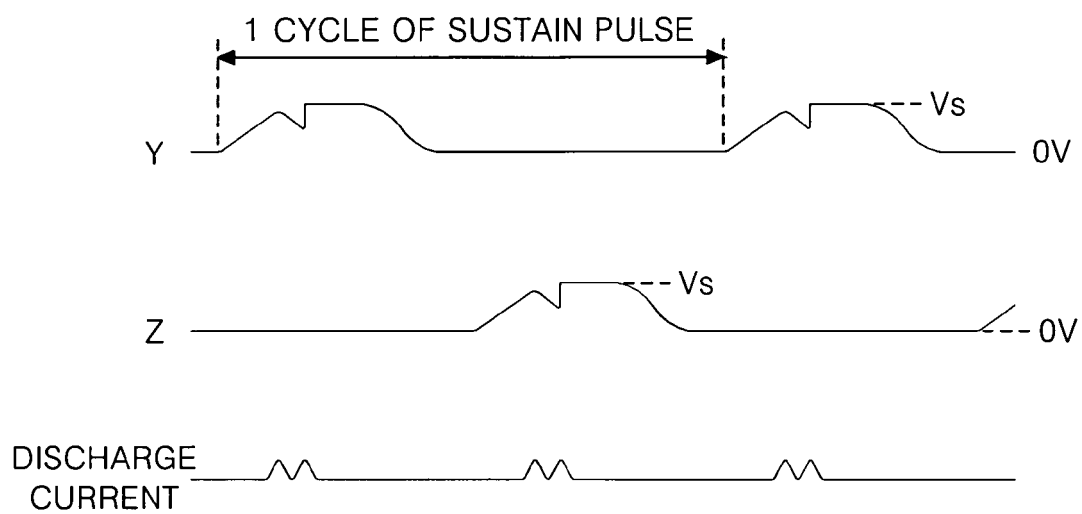 1 CYCLE OF SUSTAIN PULSE
Vs
Y
0V
Vs
Z
0V
DISCHARGE
CURRENT